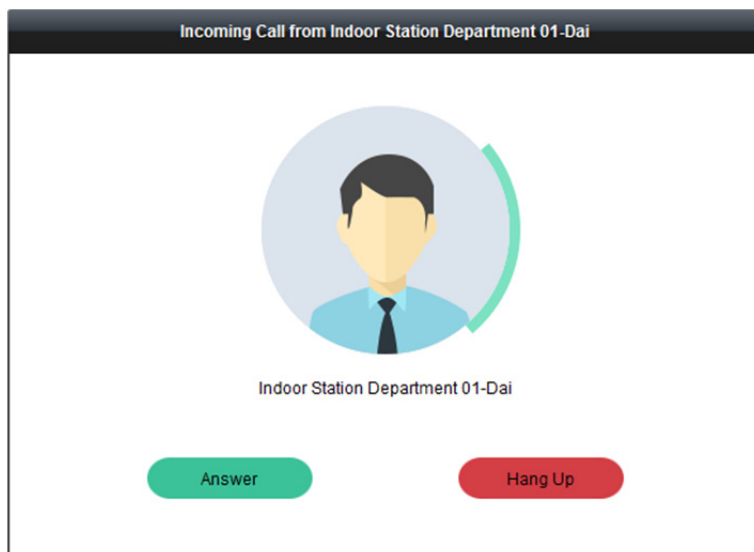 Incoming Call from Indoor Station Department 01-Dai
Indoor Station Department 01-Dai
Answer
Hang Up